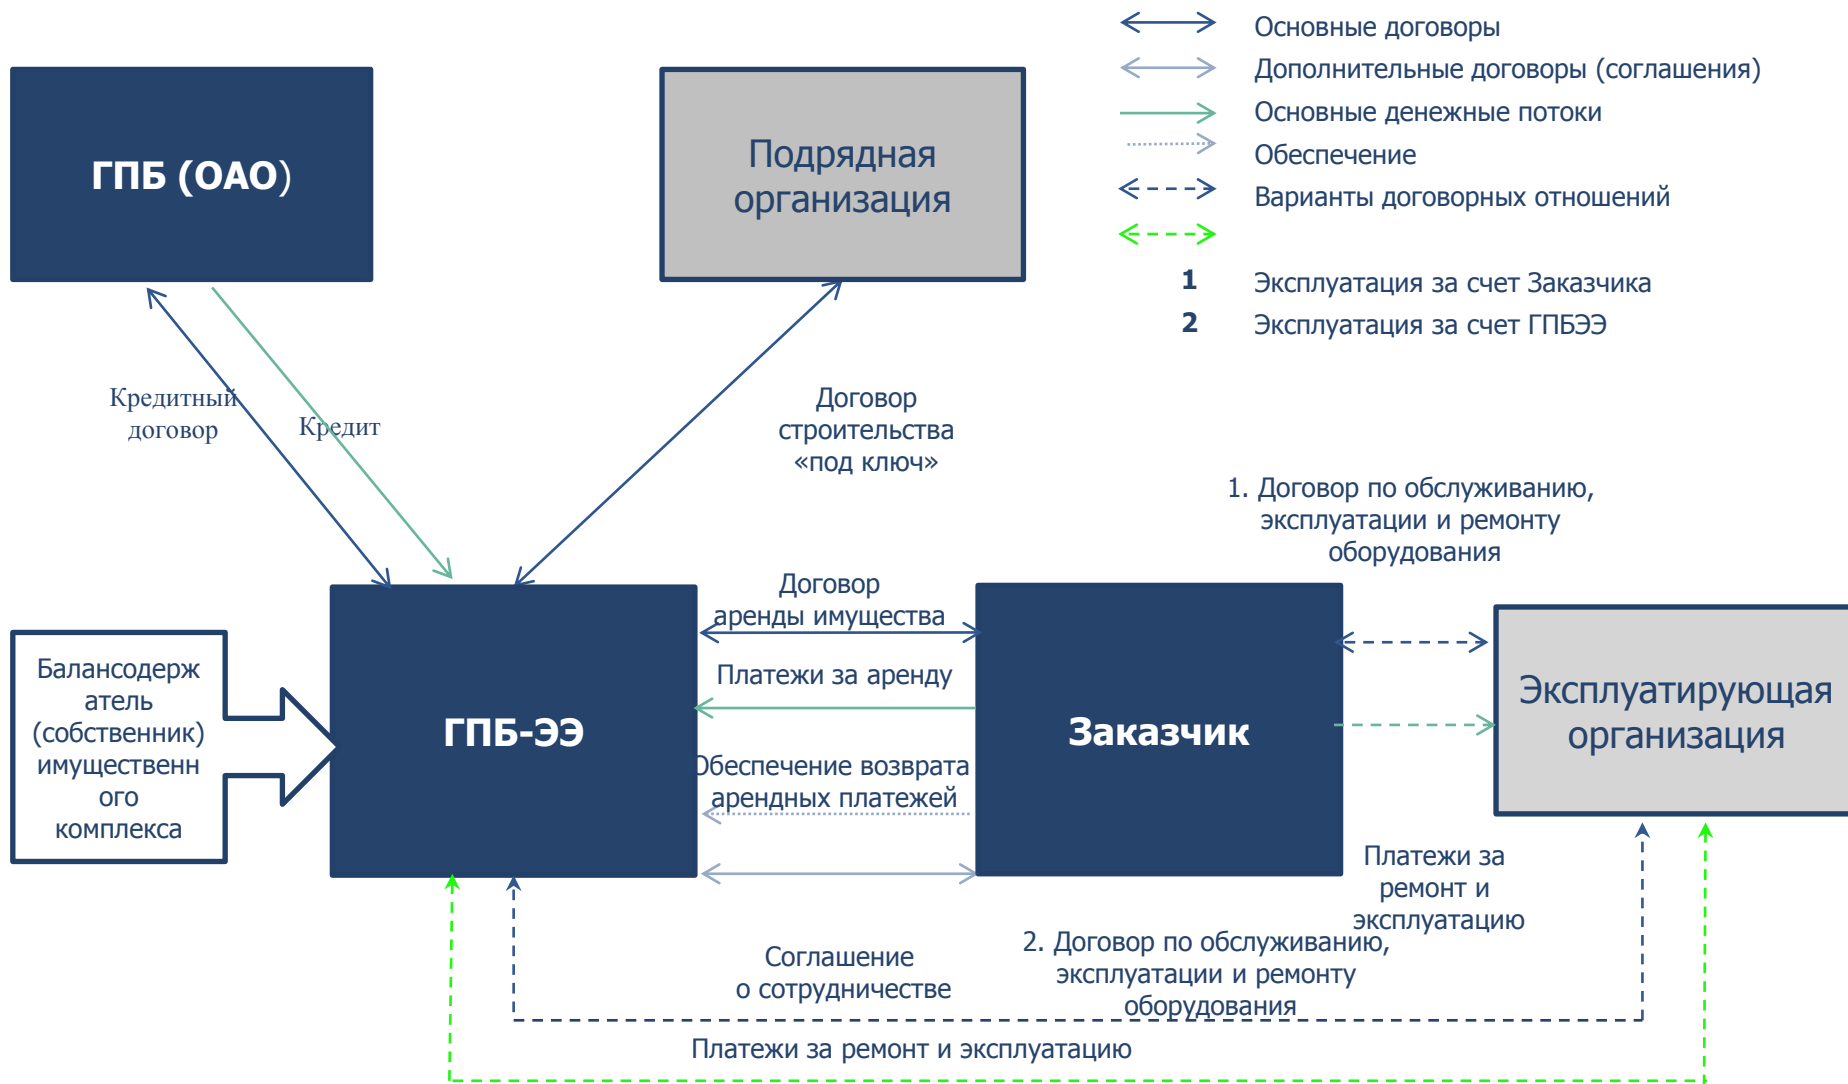 Основные договоры
Дополнительные договоры (соглашения)
Основные денежные потоки
Обеспечение
Варианты договорных отношений
1 Эксплуатация за счет Заказчика
2 Эксплуатация за счет ГПБЭЭ
ГПБ (ОАО)
Подрядная
организация
Кредитный
договор
Кредит
Договор
строительства
«под ключ»
1. Договор по обслуживанию,
эксплуатации и ремонту
оборудования
Балансодерж
атель
(собственник)
имущественн
ого
комплекса
ГПБ-ЭЭ
Договор
аренды имущества
Платежи за аренду
Обеспечение возврата
арендных платежей
Заказчик
Эксплуатирующая
организация
Платежи за
ремонт и
эксплуатацию
Соглашение
о сотрудничестве
2. Договор по обслуживанию,
эксплуатации и ремонту
оборудования
Платежи за ремонт и эксплуатацию